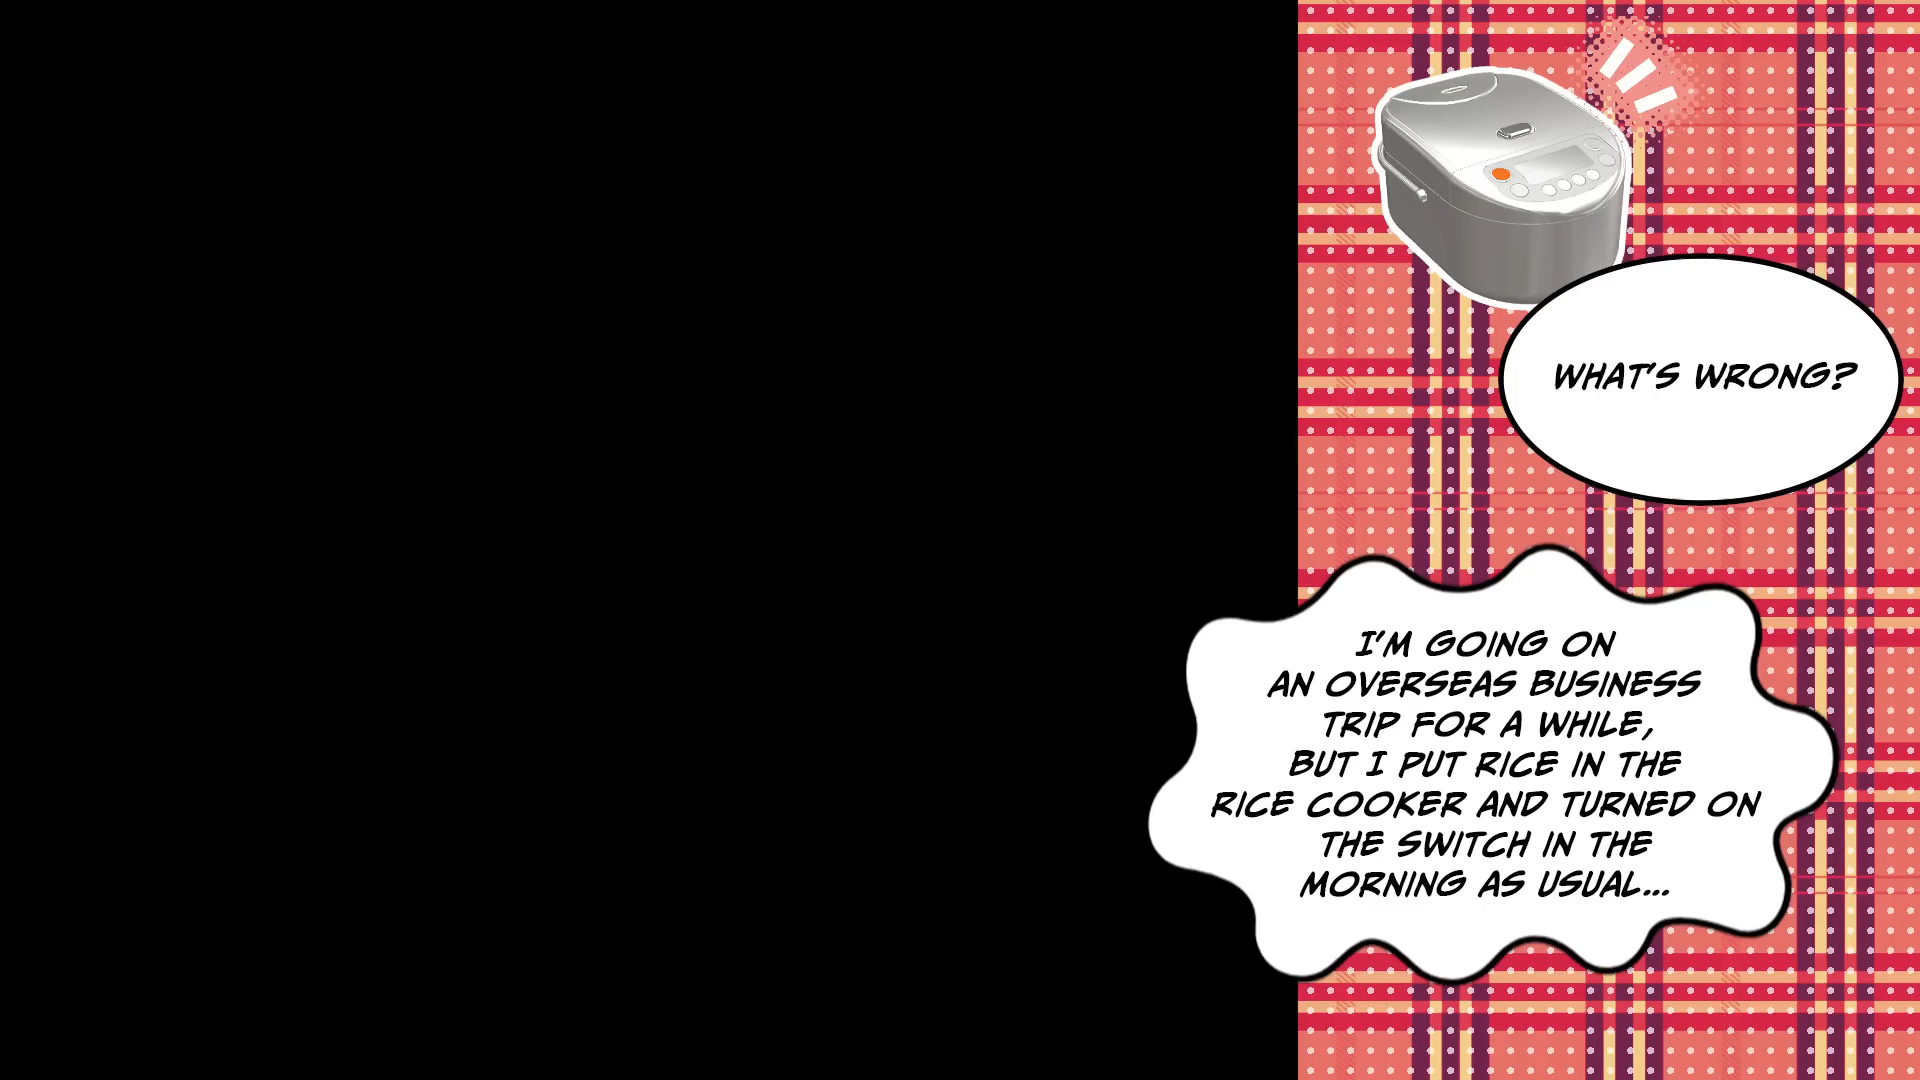 WHAT'S WRONG?
I'M GOING ON
AN OVERSEAS BUSINESS
TRIP FOR A WHILE,
BUT I PUT RICE IN THE
RICE COOKER AND TURNED ON
THE SWITCH IN THE
MORNING AS USUAL...